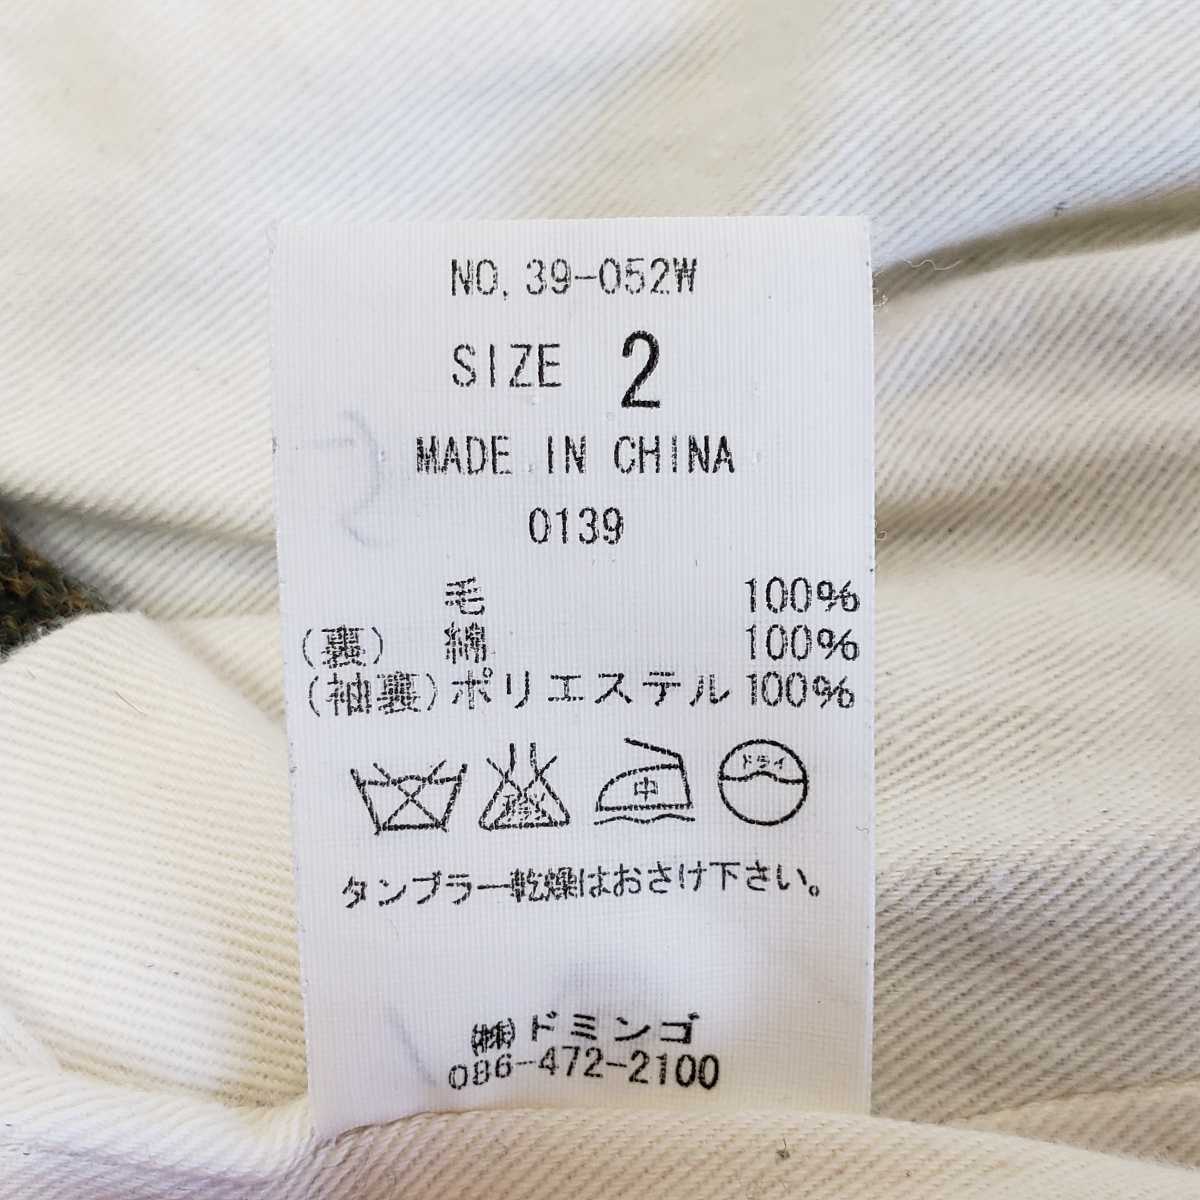 NO.39-052W
SIZE 2
MADE IN CHINA
0139
毛 100%
(裏) 綿 100%
(袖裏)ポリエステル100%
中 ドライ
タンブラー乾燥はおさけ下さい。
(株)ドミンゴ
086-472-2100